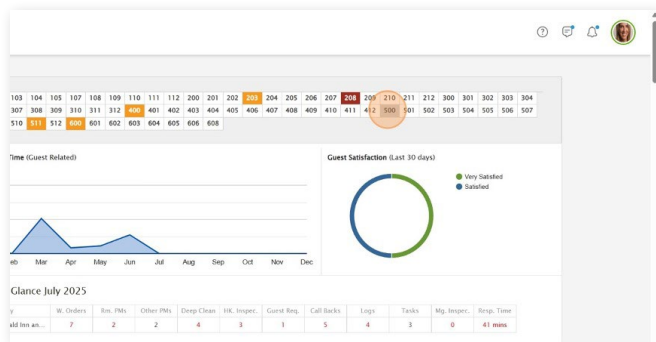 103 104 105 107 108 109 110 111 112 200 201 202 203 204 205 206 207 208 209 210 211 212 300 301 302 303 304
307 308 309 310 311 312 400 401 402 403 404 405 406 407 408 409 410 411 412 500 501 502 503 504 505 506 507
510 511 512 600 601 602 603 604 605 606 608
Time (Guest Related)
Guest Satisfaction (Last 30 days)
Very Satisfied
Satisfied
eb Mar Apr May Jun Jul Aug Sep Oct Nov Dec
Glance July 2025
y W. Orders Rm. PMs Other PMs Deep Clean HK. Inspec. Guest Req. Call Backs Logs Tasks Mg. Inspec. Resp. Time
ald Inn an... 7 2 2 4 3 1 5 4 3 0 41 mins